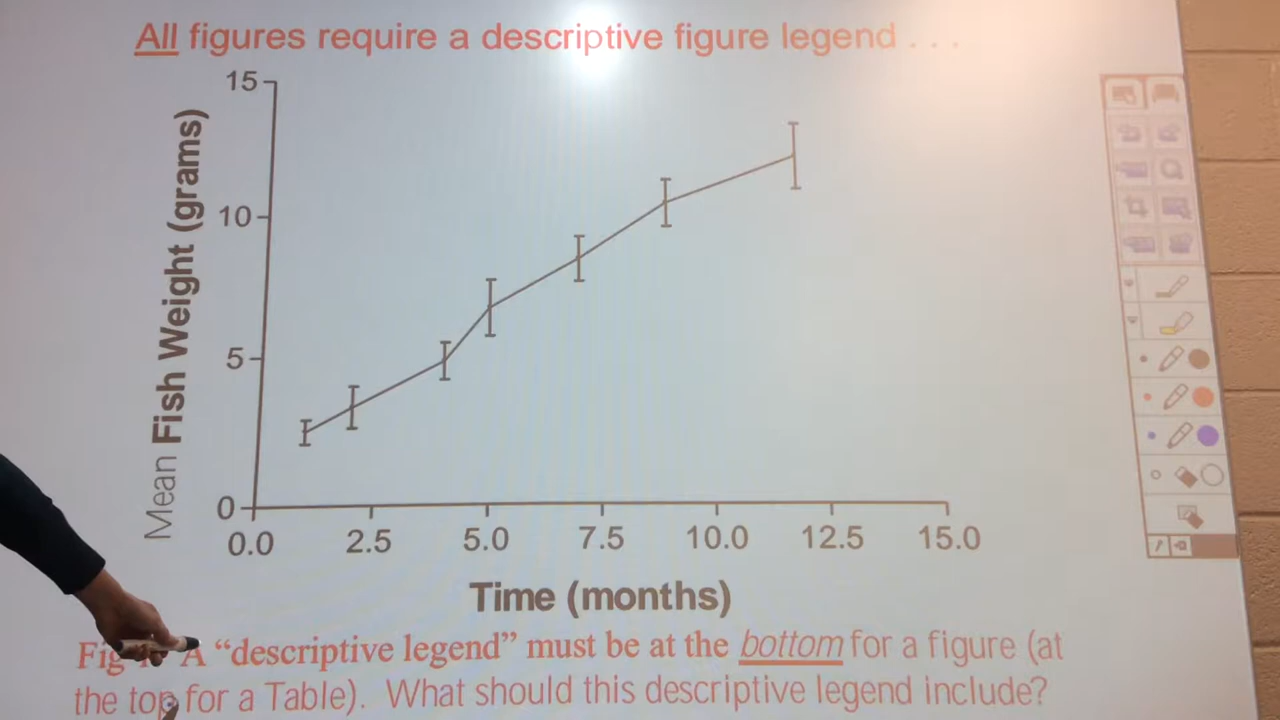 All figures require a descriptive figure legend . . .
15
10
5
0
Mean Fish Weight (grams)
0.0 2.5 5.0 7.5 10.0 12.5 15.0
Time (months)
Fig A “descriptive legend” must be at the bottom for a figure (at
the top for a Table). What should this descriptive legend include?